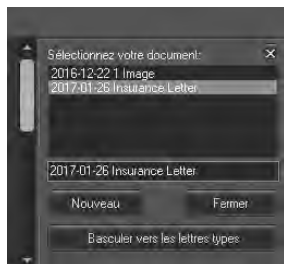 Sélectionnez votre document:
2016-12-22 1 Image
2017-01-26 Insurance Letter
2017-01-26 Insurance Letter
Nouveau Fermer
Basculer vers les lettres types